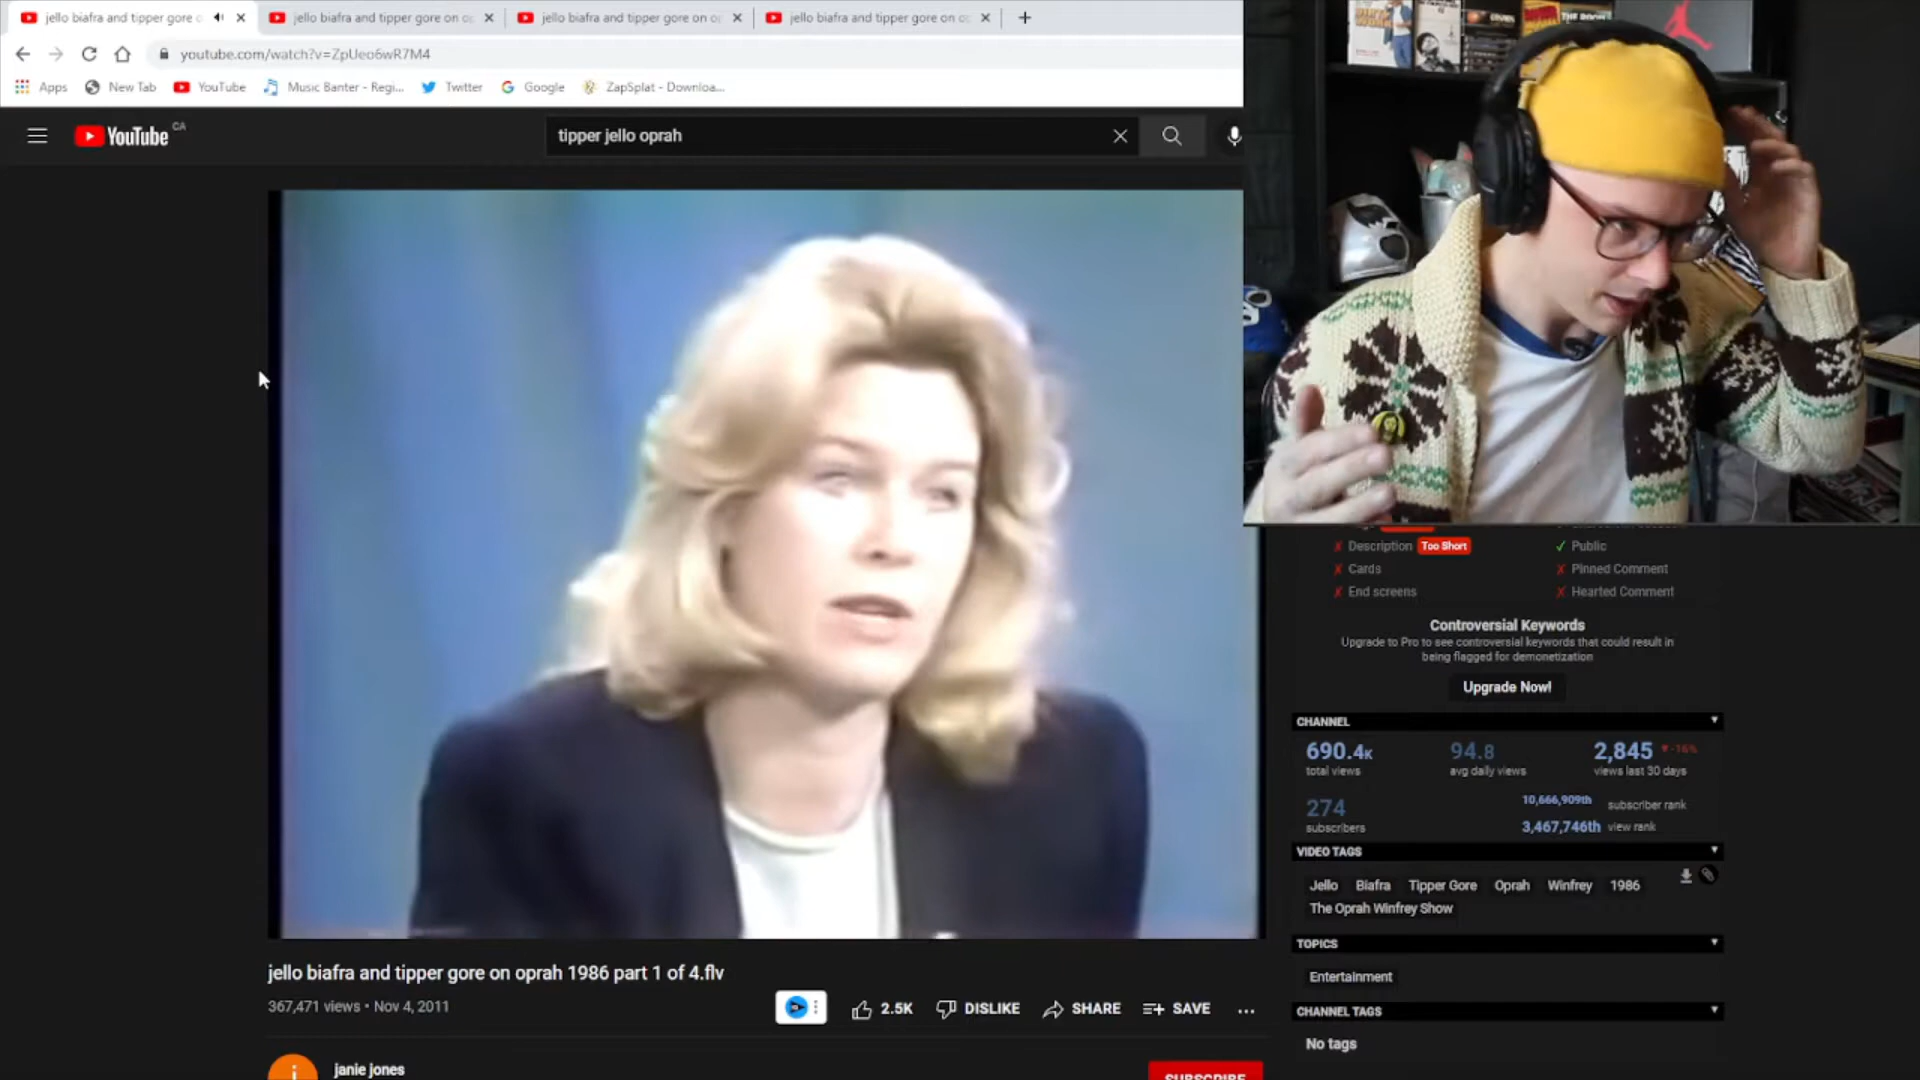 jello biafra and tipper gore o
jello biafra and tipper gore on op
jello biafra and tipper gore on op
jello biafra and tipper gore on op
youtube.com/watch?v=ZpUeo6wR7M4
Apps
New Tab
YouTube
Music Banter - Regi...
Twitter
Google
ZapSplat - Downloa...
YouTube CA
tipper jello oprah
Description Too Short
Public
Cards
Pinned Comment
End screens
Hearted Comment
Controversial Keywords
Upgrade to Pro to see controversial keywords that could result in
being flagged for demonetization
Upgrade Now!
CHANNEL
690.4K
94.8
2,845 -16%
total views
avg daily views
views last 30 days
274
10,666,909th subscriber rank
subscribers
3,467,746th view rank
VIDEO TAGS
Jello Biafra Tipper Gore Oprah Winfrey 1986
The Oprah Winfrey Show
TOPICS
Entertainment
CHANNEL TAGS
No tags
jello biafra and tipper gore on oprah 1986 part 1 of 4.flv
367,471 views • Nov 4, 2011
2.5K
DISLIKE
SHARE
SAVE
j
janie jones
SUBSCRIBE